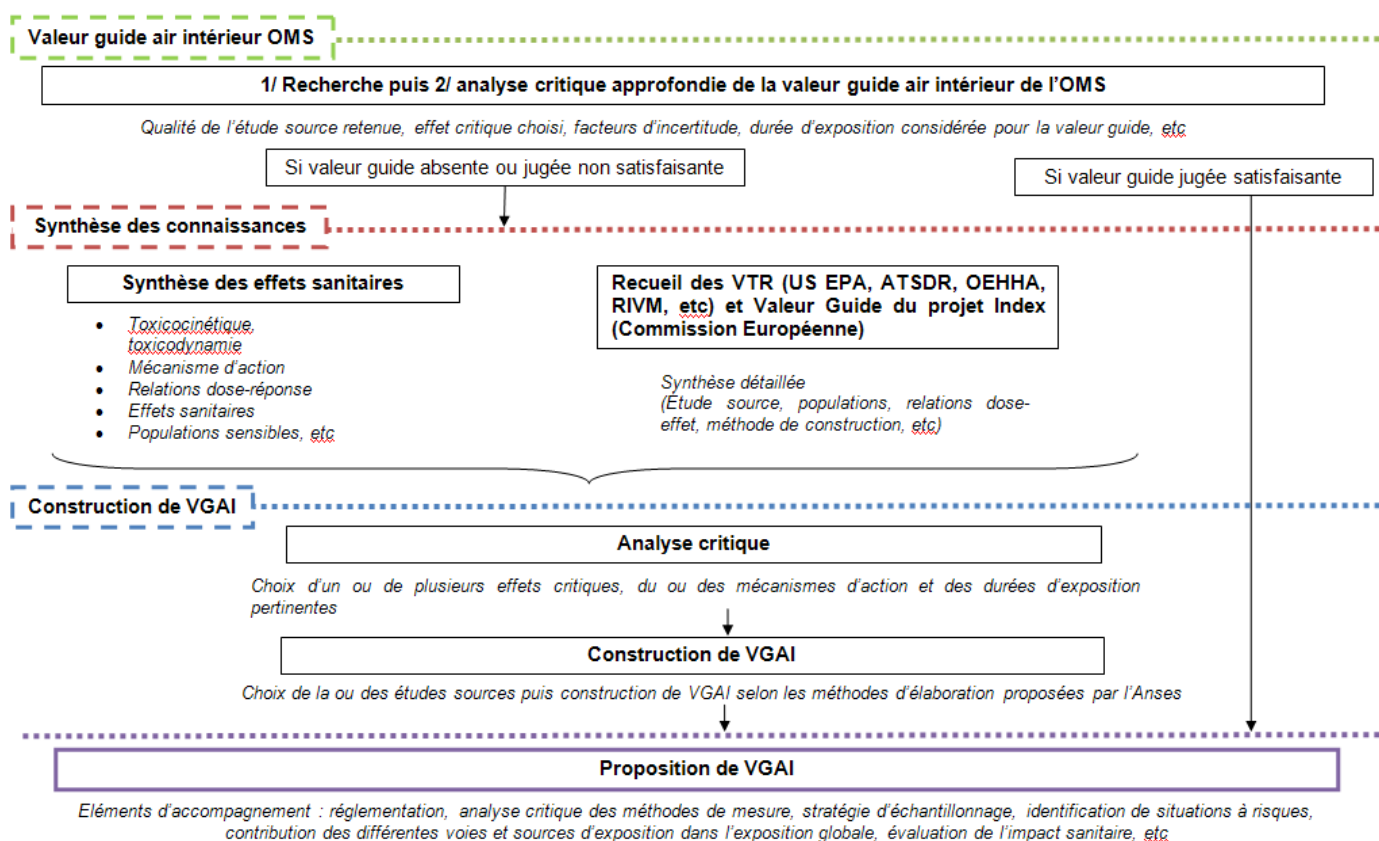 Valeur guide air intérieur OMS
1/ Recherche puis 2/ analyse critique approfondie de la valeur guide air intérieur de l'OMS
Qualité de l'étude source retenue, effet critique choisi, facteurs d'incertitude, durée d'exposition considérée pour la valeur guide, etc
Si valeur guide absente ou jugée non satisfaisante
Si valeur guide jugée satisfaisante
Synthèse des connaissances
Synthèse des effets sanitaires
• Toxicocinétique,
toxicodynamie
• Mécanisme d'action
• Relations dose-réponse
• Effets sanitaires
• Populations sensibles, etc
Recueil des VTR (US EPA, ATSDR, OEHHA,
RIVM, etc) et Valeur Guide du projet Index
(Commission Européenne)
Synthèse détaillée
(Étude source, populations, relations dose-
effet, méthode de construction, etc)
Construction de VGAI
Analyse critique
Choix d'un ou de plusieurs effets critiques, du ou des mécanismes d'action et des durées d'exposition
pertinentes
Construction de VGAI
Choix de la ou des études sources puis construction de VGAI selon les méthodes d'élaboration proposées par l'Anses
Proposition de VGAI
Eléments d'accompagnement : réglementation, analyse critique des méthodes de mesure, stratégie d'échantillonnage, identification de situations à risques,
contribution des différentes voies et sources d'exposition dans l'exposition globale, évaluation de l'impact sanitaire, etc